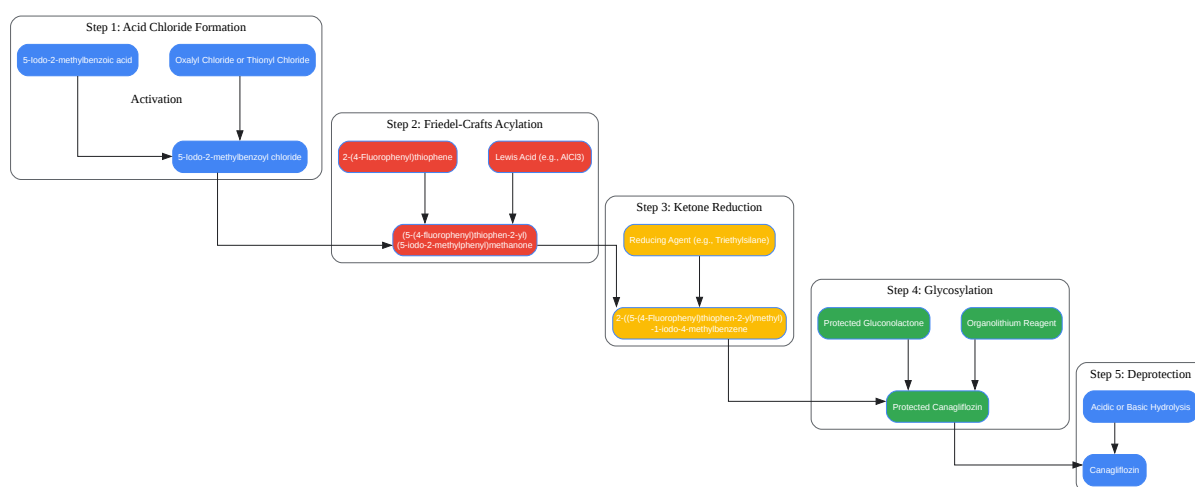 Step 1: Acid Chloride Formation
5-Iodo-2-methylbenzoic acid
Oxalyl Chloride or Thionyl Chloride
Activation
5-Iodo-2-methylbenzoyl chloride
Step 2: Friedel-Crafts Acylation
2-(4-Fluorophenyl)thiophene
Lewis Acid (e.g., AlCl3)
(5-(4-fluorophenyl)thiophen-2-yl)
(5-iodo-2-methylphenyl)methanone
Step 3: Ketone Reduction
Reducing Agent (e.g., Triethylsilane)
2-((5-(4-Fluorophenyl)thiophen-2-yl)methyl)
-1-iodo-4-methylbenzene
Step 4: Glycosylation
Protected Gluconolactone
Organolithium Reagent
Protected Canagliflozin
Step 5: Deprotection
Acidic or Basic Hydrolysis
Canagliflozin